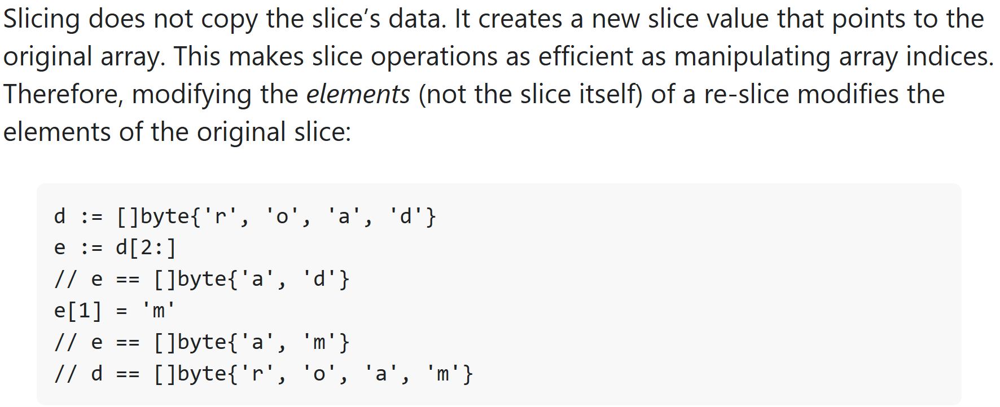 Slicing does not copy the slice’s data. It creates a new slice value that points to the
original array. This makes slice operations as efficient as manipulating array indices.
Therefore, modifying the elements (not the slice itself) of a re-slice modifies the
elements of the original slice:
d := []byte{'r', 'o', 'a', 'd'}
e := d[2:]
// e == []byte{'a', 'd'}
e[1] = 'm'
// e == []byte{'a', 'm'}
// d == []byte{'r', 'o', 'a', 'm'}